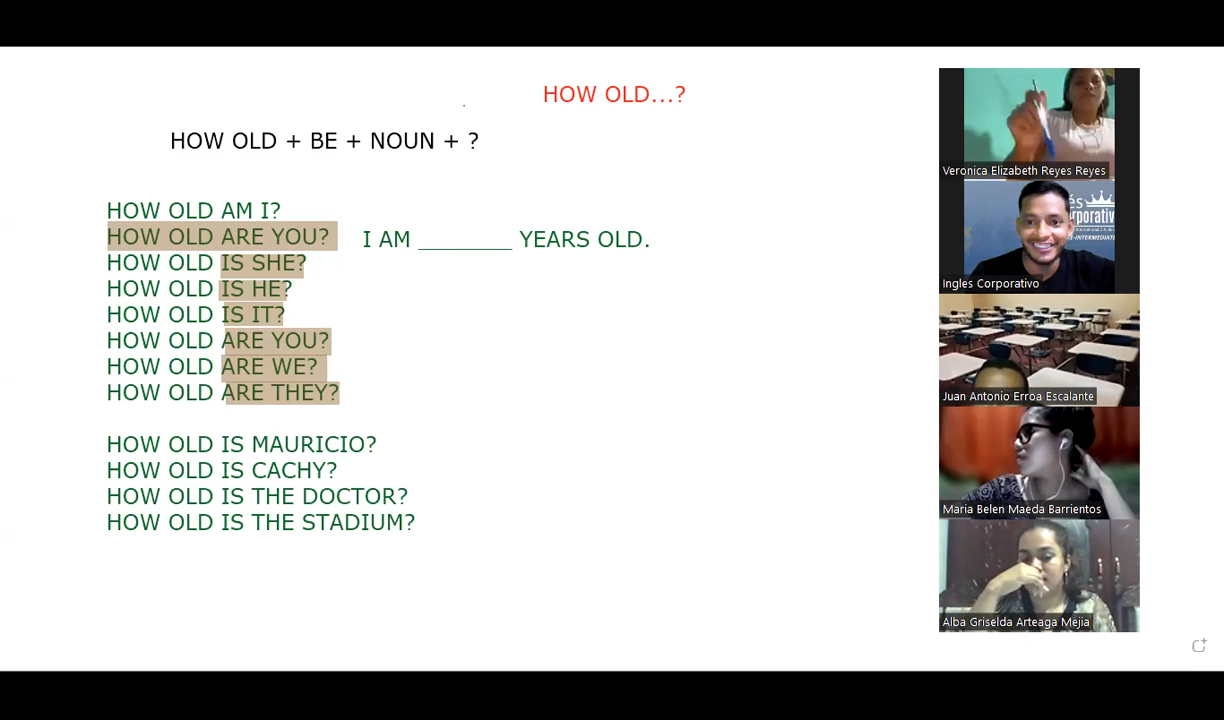 HOW OLD...?
HOW OLD + BE + NOUN + ?
HOW OLD AM I?
HOW OLD ARE YOU? I AM ________ YEARS OLD.
HOW OLD IS SHE?
HOW OLD IS HE?
HOW OLD IS IT?
HOW OLD ARE YOU?
HOW OLD ARE WE?
HOW OLD ARE THEY?
HOW OLD IS MAURICIO?
HOW OLD IS CACHY?
HOW OLD IS THE DOCTOR?
HOW OLD IS THE STADIUM?
Veronica Elizabeth Reyes Reyes
Ingles Corporativo
Juan Antonio Erroa Escalante
Maria Belen Maeda Barrientos
Alba Griselda Arteaga Mejia